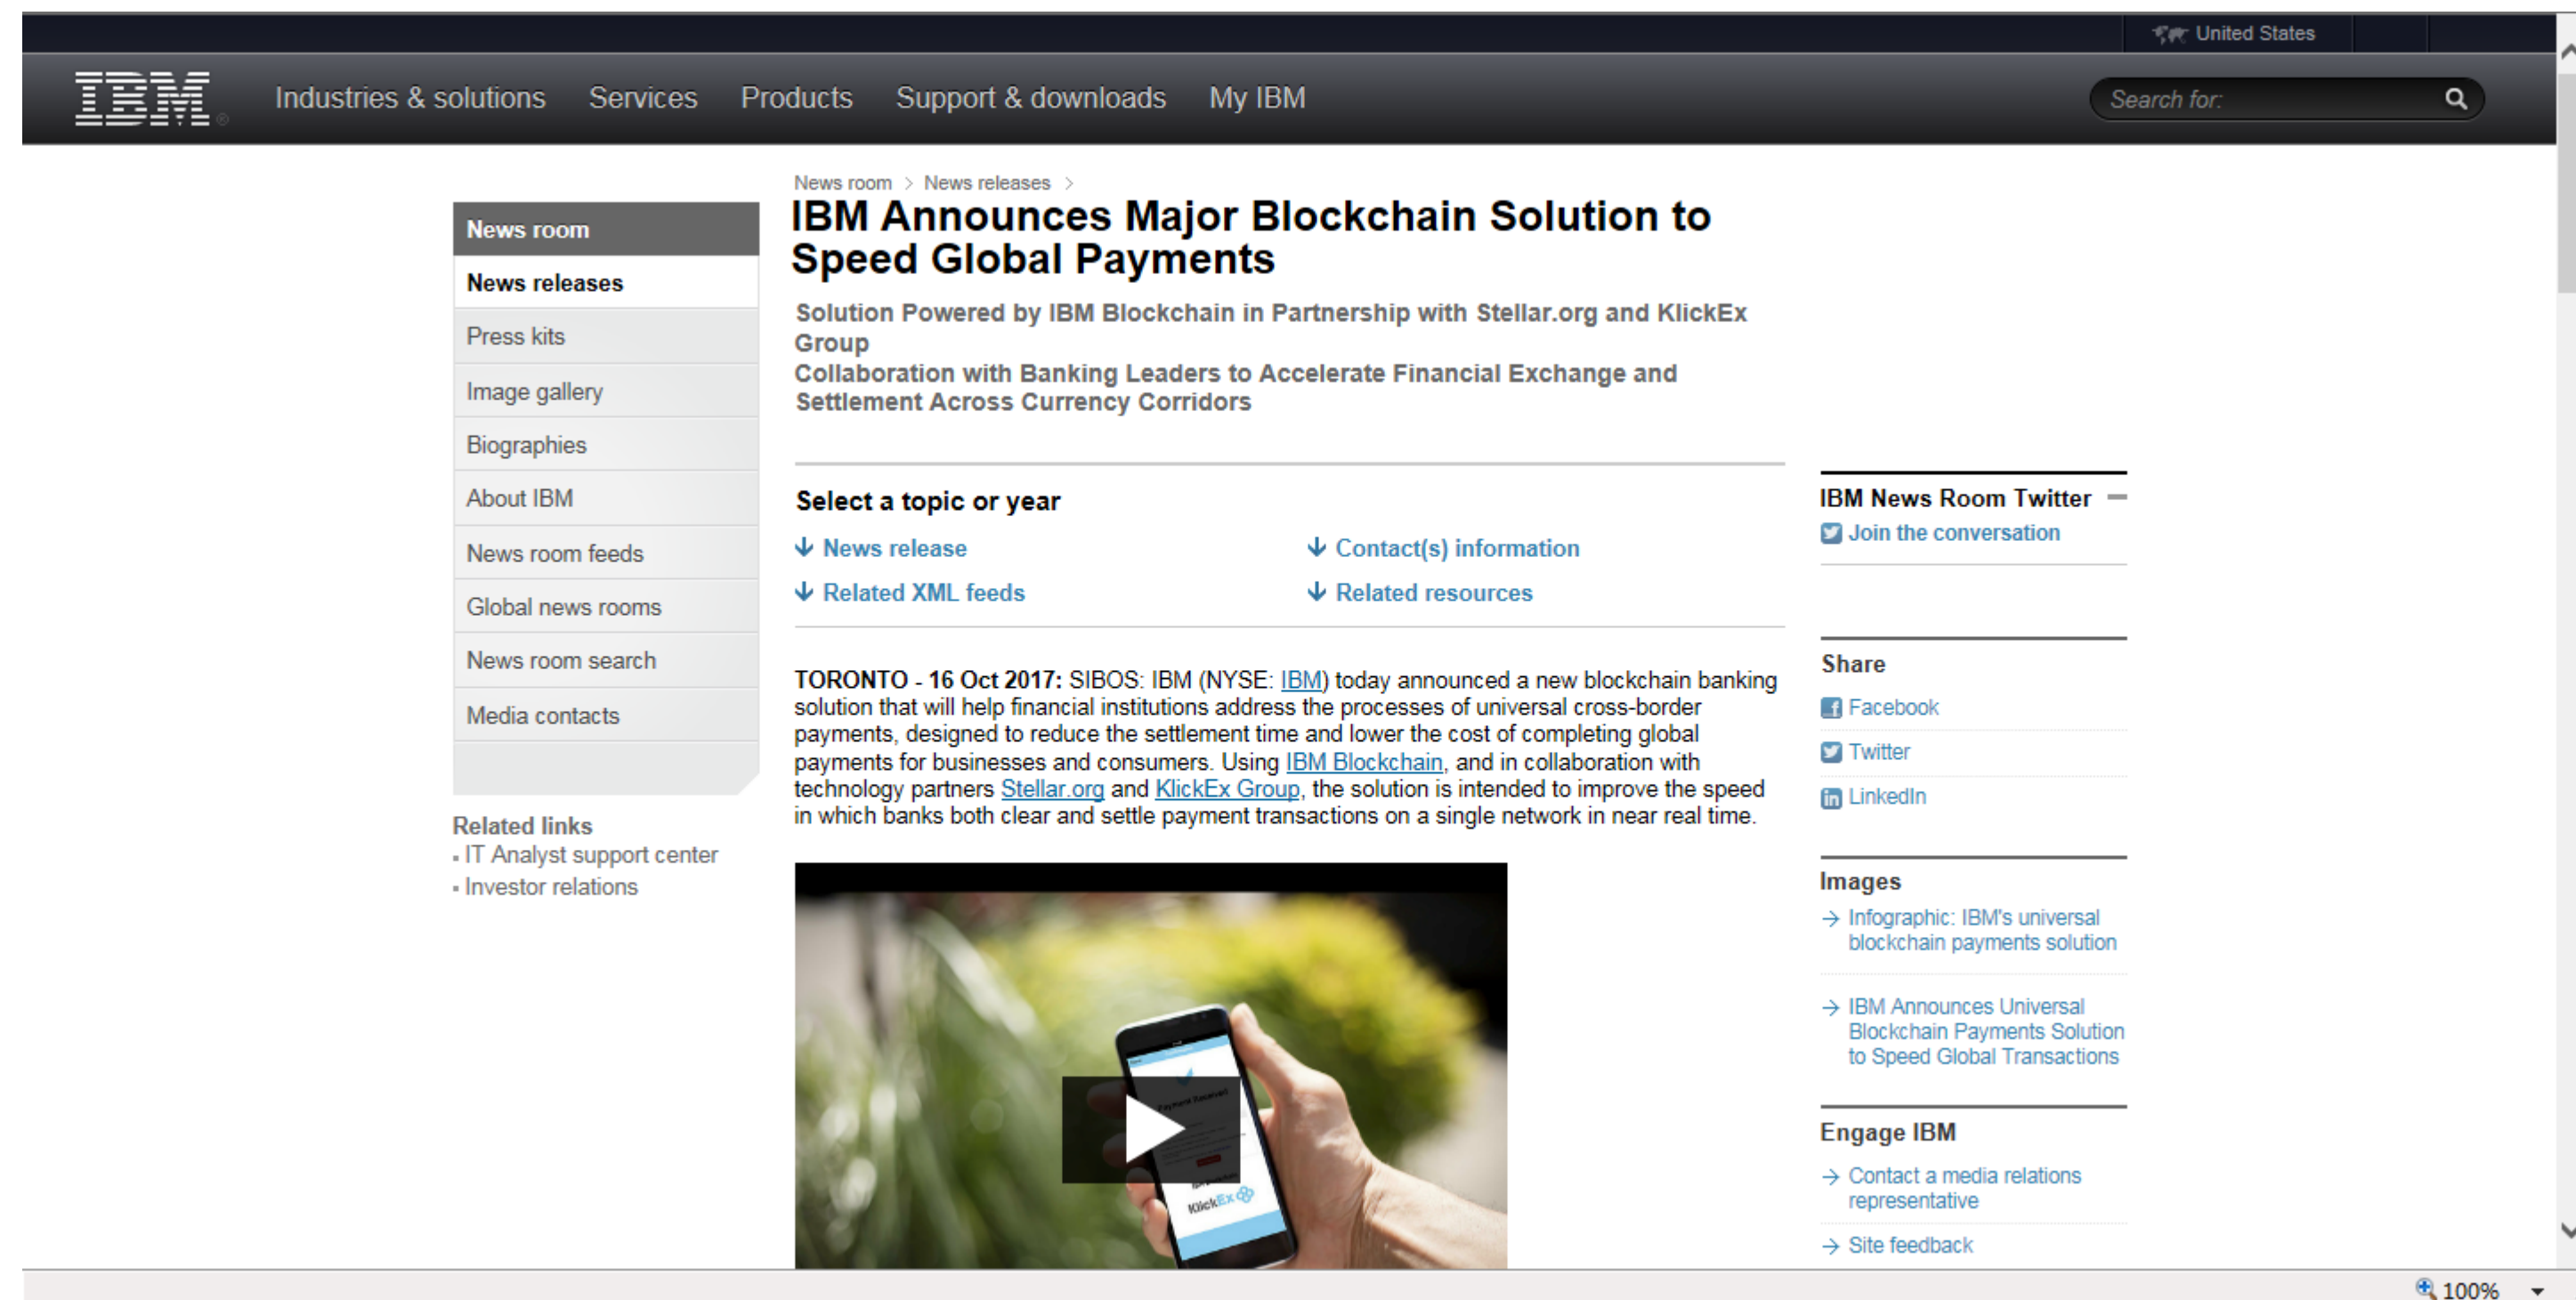 United States
IBM
Industries & solutions Services Products Support & downloads My IBM
Search for:
News room > News releases >
IBM Announces Major Blockchain Solution to
Speed Global Payments
Solution Powered by IBM Blockchain in Partnership with Stellar.org and KlickEx
Group
Collaboration with Banking Leaders to Accelerate Financial Exchange and
Settlement Across Currency Corridors
News room
News releases
Press kits
Image gallery
Biographies
About IBM
News room feeds
Global news rooms
News room search
Media contacts
Related links
IT Analyst support center
Investor relations
Select a topic or year
News release
Contact(s) information
Related XML feeds
Related resources
TORONTO - 16 Oct 2017: SIBOS: IBM (NYSE: IBM) today announced a new blockchain banking
solution that will help financial institutions address the processes of universal cross-border
payments, designed to reduce the settlement time and lower the cost of completing global
payments for businesses and consumers. Using IBM Blockchain, and in collaboration with
technology partners Stellar.org and KlickEx Group, the solution is intended to improve the speed
in which banks both clear and settle payment transactions on a single network in near real time.
Payment Received
KlickEx
IBM News Room Twitter
Join the conversation
Share
Facebook
Twitter
LinkedIn
Images
Infographic: IBM's universal
blockchain payments solution
IBM Announces Universal
Blockchain Payments Solution
to Speed Global Transactions
Engage IBM
Contact a media relations
representative
Site feedback
100%